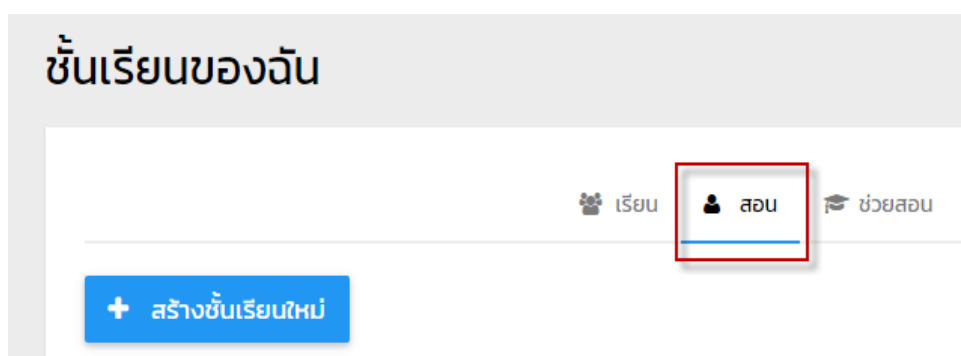 ชั้นเรียนของฉัน
เรียน สอน ช่วยสอน
+ สร้างชั้นเรียนใหม่